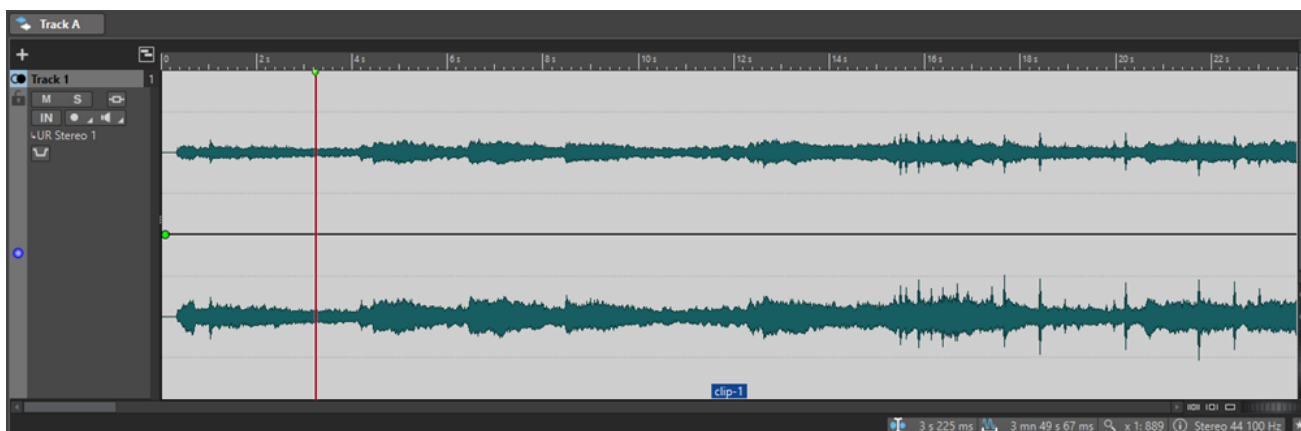 Track A
0 2 s 4 s 6 s 8 s 10 s 12 s 14 s 16 s 18 s 20 s 22 s
Track 1 1
M S
IN
UR Stereo 1
clip-1
3 s 225 ms 3 mn 49 s 67 ms x 1: 889 Stereo 44 100 Hz